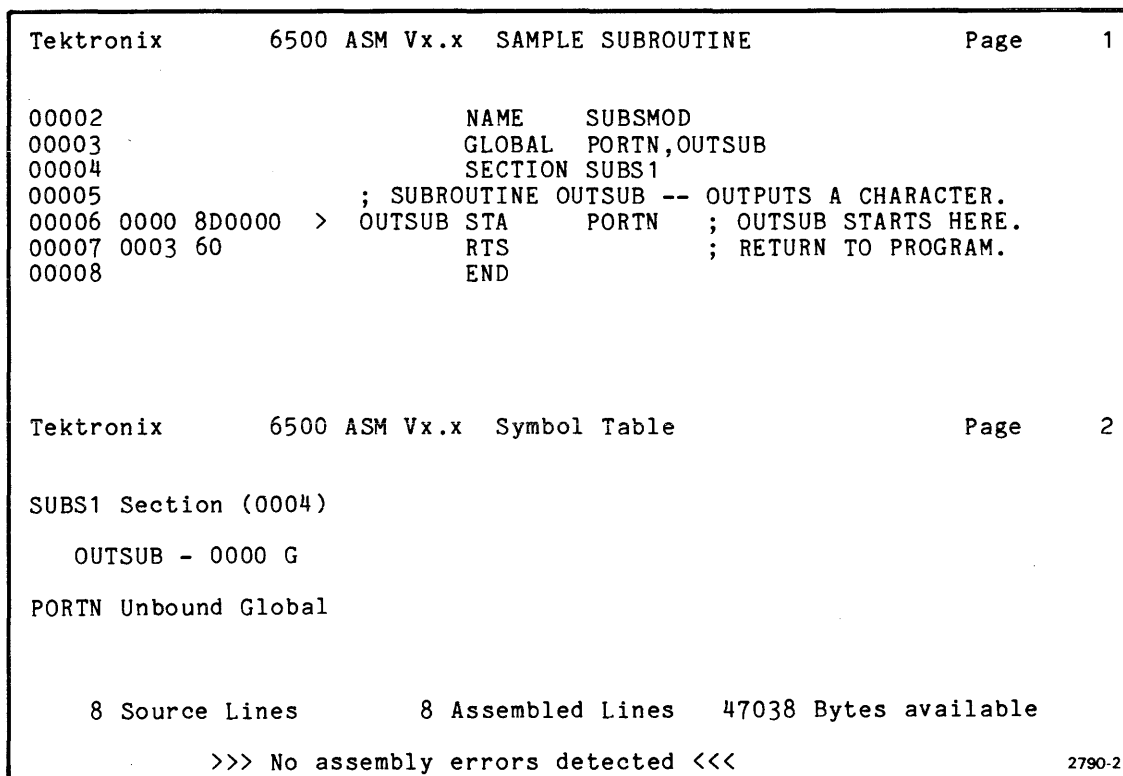 Tektronix 6500 ASM Vx.x SAMPLE SUBROUTINE Page 1
00002 NAME SUBSMOD
00003 GLOBAL PORTN,OUTSUB
00004 SECTION SUBS1
00005 ; SUBROUTINE OUTSUB -- OUTPUTS A CHARACTER.
00006 0000 8D0000 > OUTSUB STA PORTN ; OUTSUB STARTS HERE.
00007 0003 60 RTS ; RETURN TO PROGRAM.
00008 END
Tektronix 6500 ASM Vx.x Symbol Table Page 2
SUBS1 Section (0004)
OUTSUB - 0000 G
PORTN Unbound Global
8 Source Lines 8 Assembled Lines 47038 Bytes available
>>> No assembly errors detected <<<
2790-2